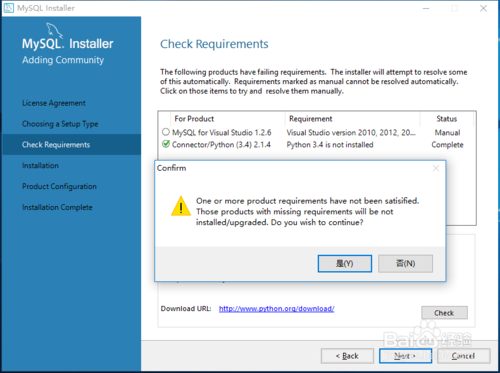 MySQL Installer
MySQL. Installer
Adding Community
License Agreement
Choosing a Setup Type
Check Requirements
Installation
Product Configuration
Installation Complete
Check Requirements
The following products have failing requirements. The installer will attempt to resolve some
of this automatically. Requirements marked as manual cannot be resolved automatically.
Click on those items to try and resolve them manually.
For Product Requirement Status
MySQL for Visual Studio 1.2.6 Visual Studio version 2010, 2012, 20... Manual
Connector/Python (3.4) 2.1.4 Python 3.4 is not installed Complete
Confirm
One or more product requirements have not been satisified.
Those products with missing requirements will be not
installed/upgraded. Do you wish to continue?
是(Y) 否(N)
Download URL: http://www.python.org/download/
Check
< Back Next > Cancel
Baidu 经验